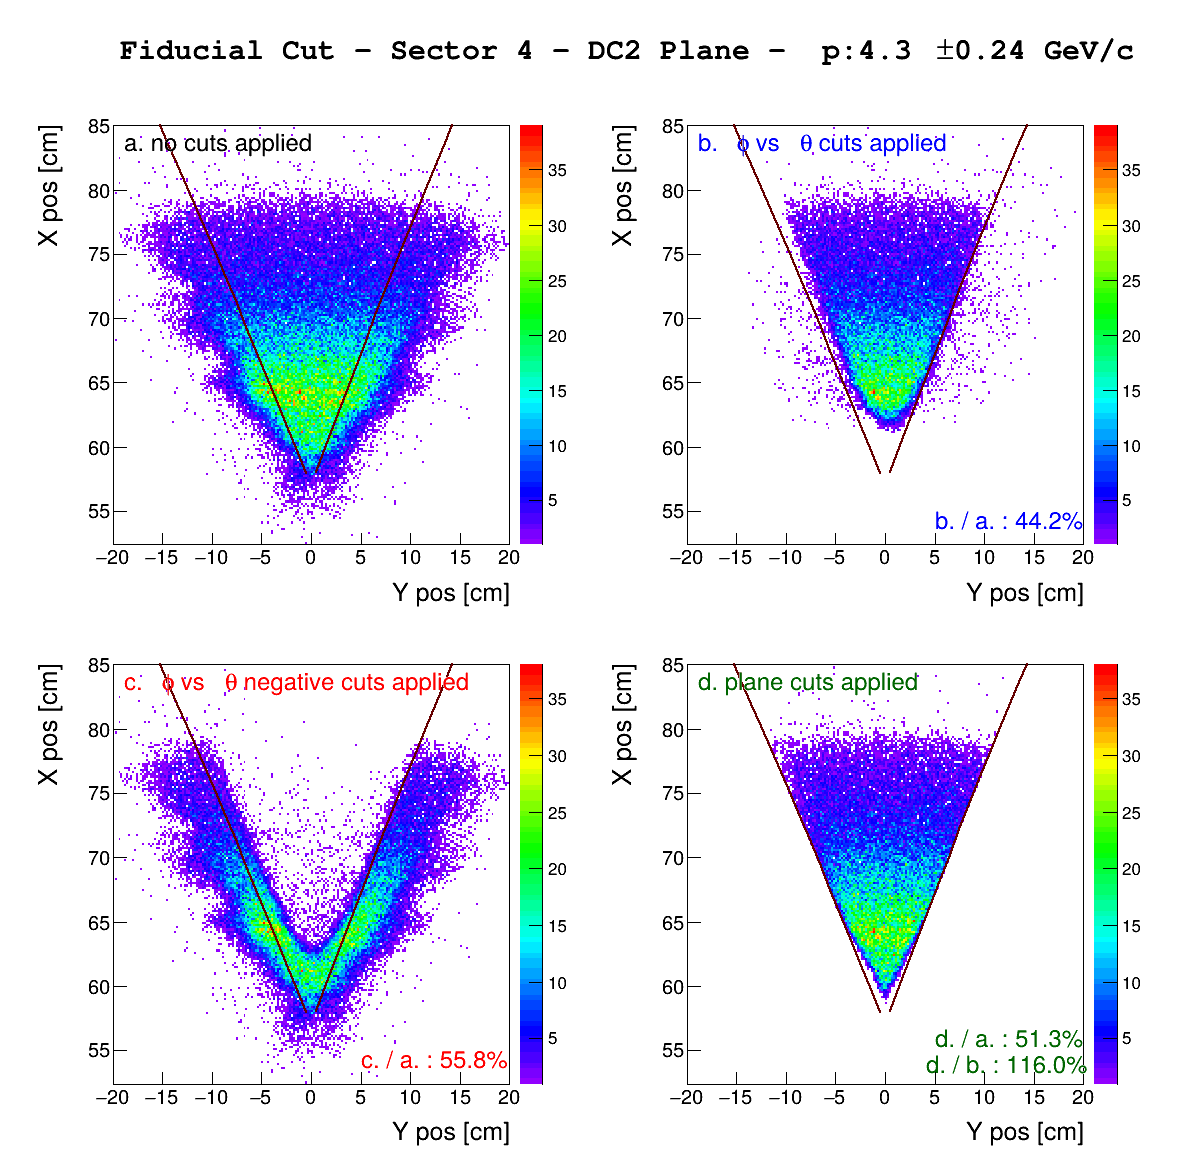 Fiducial Cut − Sector 4 − DC2 Plane −  p:4.3 ±0.24 GeV/c
a. no cuts applied
X pos [cm]
85
80
75
70
65
60
55
−20 −15 −10 −5 0 5 10 15 20
Y pos [cm]
35
30
25
20
15
10
5
b. ϕ vs θ cuts applied
X pos [cm]
85
80
75
70
65
60
55
b. / a. : 44.2%
−20 −15 −10 −5 0 5 10 15 20
Y pos [cm]
35
30
25
20
15
10
5
c. ϕ vs θ negative cuts applied
X pos [cm]
85
80
75
70
65
60
55
c. / a. : 55.8%
−20 −15 −10 −5 0 5 10 15 20
Y pos [cm]
35
30
25
20
15
10
5
d. plane cuts applied
X pos [cm]
85
80
75
70
65
60
55
d. / a. : 51.3%
d. / b. : 116.0%
−20 −15 −10 −5 0 5 10 15 20
Y pos [cm]
35
30
25
20
15
10
5